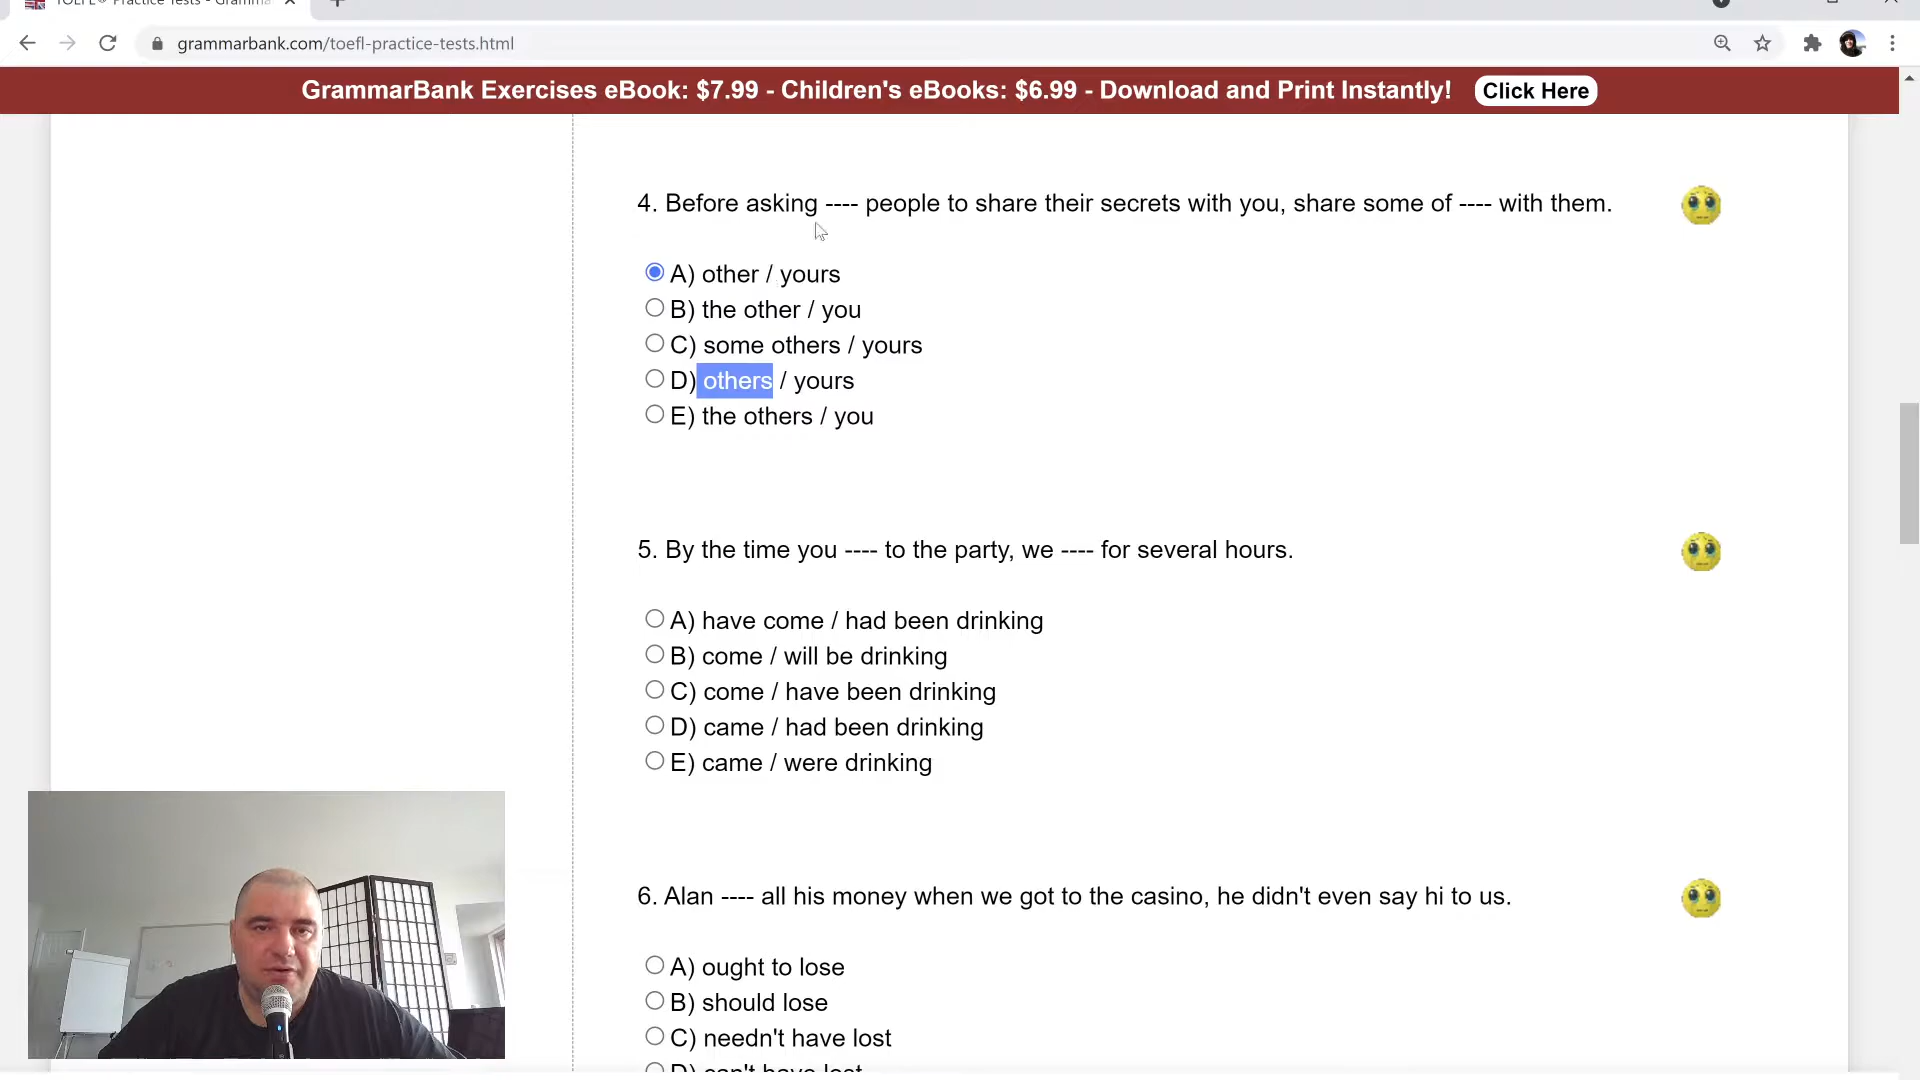 grammarbank.com/toefl-practice-tests.html
GrammarBank Exercises eBook: $7.99 - Children's eBooks: $6.99 - Download and Print Instantly! Click Here
4. Before asking ---- people to share their secrets with you, share some of ---- with them.
A) other / yours
B) the other / you
C) some others / yours
D) others / yours
E) the others / you
5. By the time you ---- to the party, we ---- for several hours.
A) have come / had been drinking
B) come / will be drinking
C) come / have been drinking
D) came / had been drinking
E) came / were drinking
6. Alan ---- all his money when we got to the casino, he didn't even say hi to us.
A) ought to lose
B) should lose
C) needn't have lost
D) can't have lost